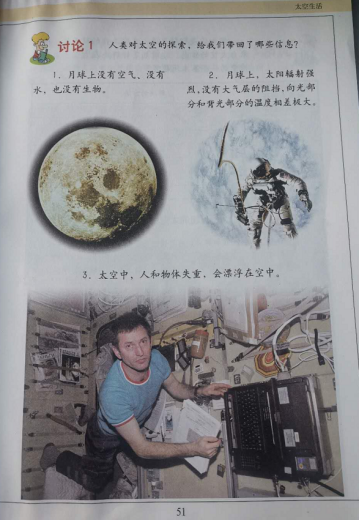 太空生活
讨论1 人类对太空的探索，给我们带回了哪些信息？
1．月球上没有空气、没有
水，也没有生物。
2．月球上，太阳辐射强
烈，没有大气层的阻挡，向光部
分和背光部分的温度相差极大。
3．太空中，人和物体失重，会漂浮在空中。
51